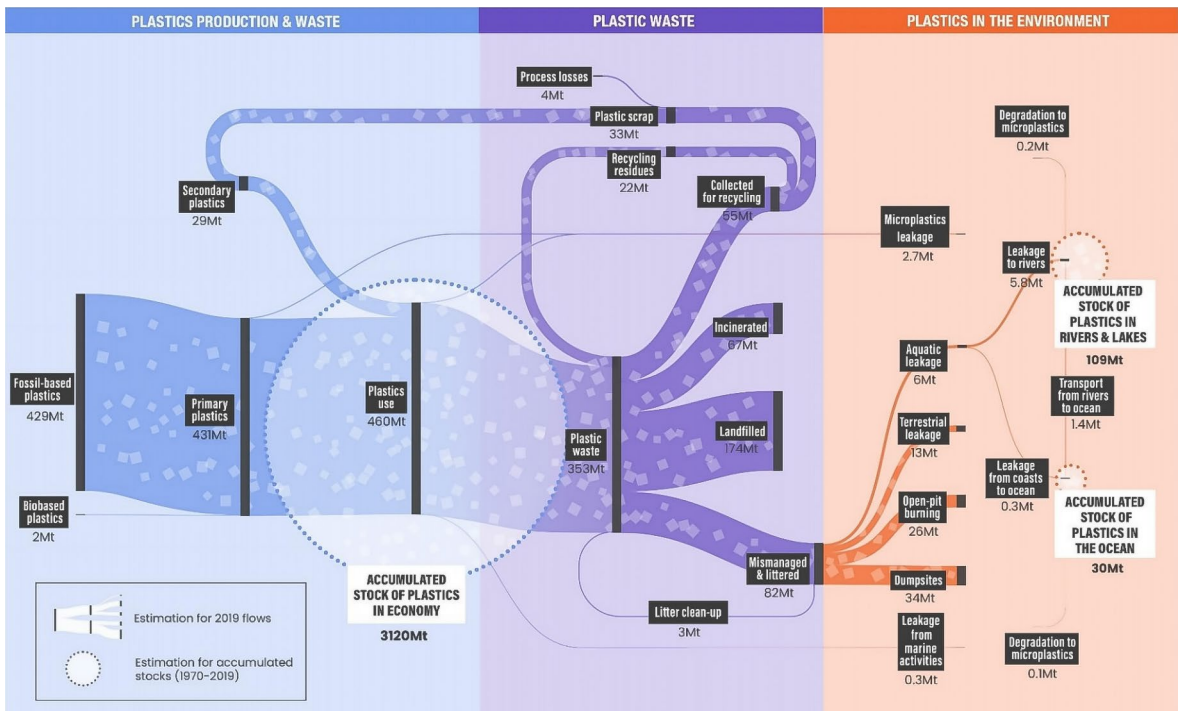 PLASTICS PRODUCTION & WASTE
PLASTIC WASTE
PLASTICS IN THE ENVIRONMENT
Process losses
4Mt
Plastic scrap
33Mt
Recycling
residues
22Mt
Secondary
plastics
29Mt
Collected
for recycling
55Mt
Fossil-based
plastics
429Mt
Primary
plastics
431Mt
Plastics
use
460Mt
Biobased
plastics
2Mt
ACCUMULATED
STOCK OF PLASTICS
IN ECONOMY
3120Mt
Plastic
waste
353Mt
Incinerated
67Mt
Landfilled
174Mt
Mismanaged
& littered
82Mt
Litter clean-up
3Mt
Degradation to
microplastics
0.2Mt
Microplastics
leakage
2.7Mt
Leakage
to rivers
5.8Mt
ACCUMULATED
STOCK OF
PLASTICS IN
RIVERS & LAKES
109Mt
Aquatic
leakage
6Mt
Transport
from rivers
to ocean
1.4Mt
Terrestrial
leakage
13Mt
Leakage
from coasts
to ocean
0.3Mt
Open-pit
burning
26Mt
ACCUMULATED
STOCK OF
PLASTICS IN
THE OCEAN
30Mt
Dumpsites
34Mt
Leakage
from
marine
activities
0.3Mt
Degradation to
microplastics
0.1Mt
Estimation for 2019 flows
Estimation for accumulated
stocks (1970-2019)